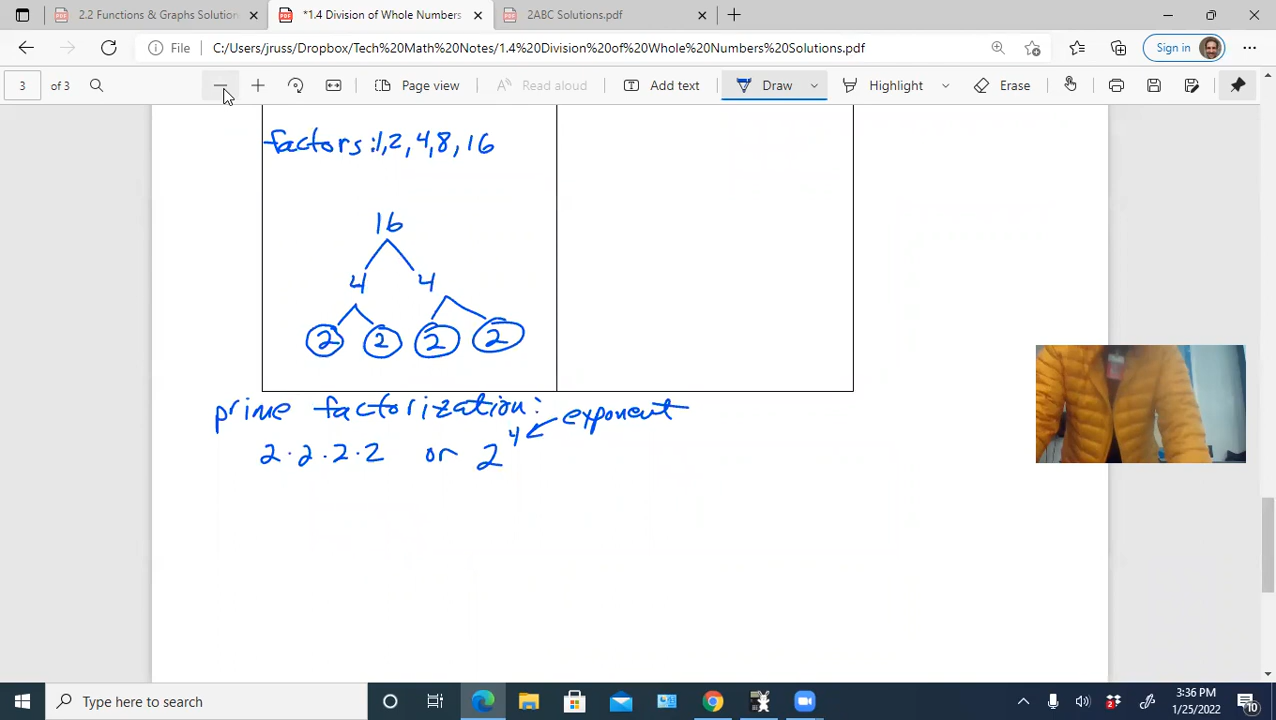 2.2 Functions & Graphs Solution
*1.4 Division of Whole Numbers
2ABC Solutions.pdf
File
C:/Users/jruss/Dropbox/Tech%20Math%20Notes/1.4%20Division%20of%20Whole%20Numbers%20Solutions.pdf
Sign in
3 of 3
Page view
Read aloud
Add text
Draw
Highlight
Erase
factors:1,2,4,8,16
16
4 4
2 2 2 2
prime factorization:
exponent
2·2·2·2 or 2⁴
Type here to search
2
3:36 PM
1/25/2022
10